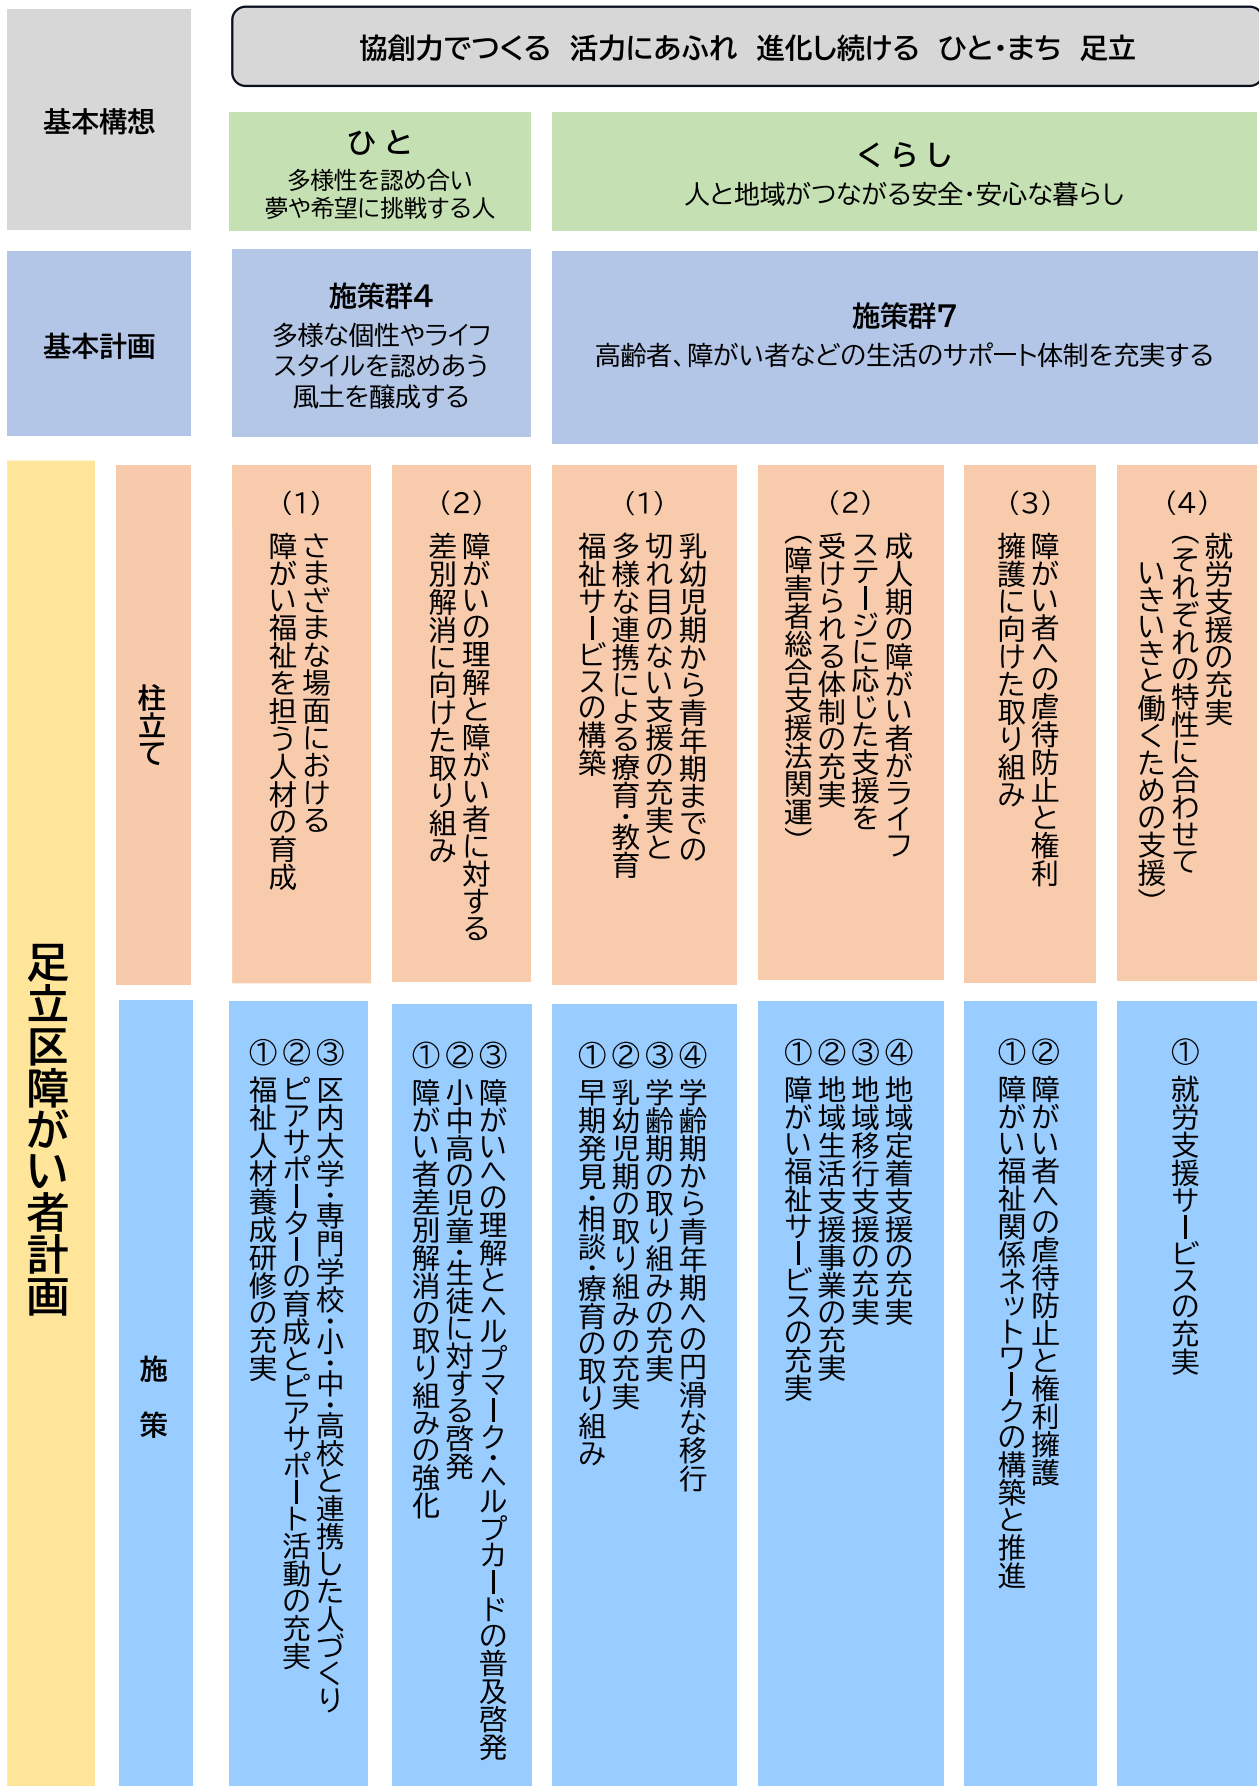 基本構想
協創力でつくる 活力にあふれ 進化し続ける ひと・まち 足立
ひ と
多様性を認め合い
夢や希望に挑戦する人
く ら し
人と地域がつながる安全・安心な暮らし
基本計画
施策群4
多様な個性やライフ
スタイルを認めあう
風土を醸成する
施策群7
高齢者、障がい者などの生活のサポート体制を充実する
足立区障がい者計画
柱立て
(1)
さまざまな場面における
障がい福祉を担う人材の育成
(2)
障がいの理解と障がい者に対する
差別解消に向けた取り組み
(1)
乳幼児期から青年期までの
切れ目のない支援の充実と
多様な連携による療育・教育
福祉サービスの構築
(2)
成人期の障がい者がライフ
ステージに応じた支援を
受けられる体制の充実
(障害者総合支援法関連)
(3)
障がい者への虐待防止と権利
擁護に向けた取り組み
(4)
就労支援の充実
(それぞれの特性に合わせて
いきいきと働くための支援)
施 策
① 福祉人材養成研修の充実
② ピアサポーターの育成とピアサポート活動の充実
③ 区内大学・専門学校・小・中・高校と連携した人づくり
① 障がい者差別解消の取り組みの強化
② 小中高の児童・生徒に対する啓発
③ 障がいへの理解とヘルプマーク・ヘルプカードの普及啓発
① 早期発見・相談・療育の取り組み
② 乳幼児期の取り組みの充実
③ 学齢期の取り組みの充実
④ 学齢期から青年期への円滑な移行
① 障がい福祉サービスの充実
② 地域生活支援事業の充実
③ 地域移行支援の充実
④ 地域定着支援の充実
① 障がい福祉関係ネットワークの構築と推進
② 障がい者への虐待防止と権利擁護
① 就労支援サービスの充実